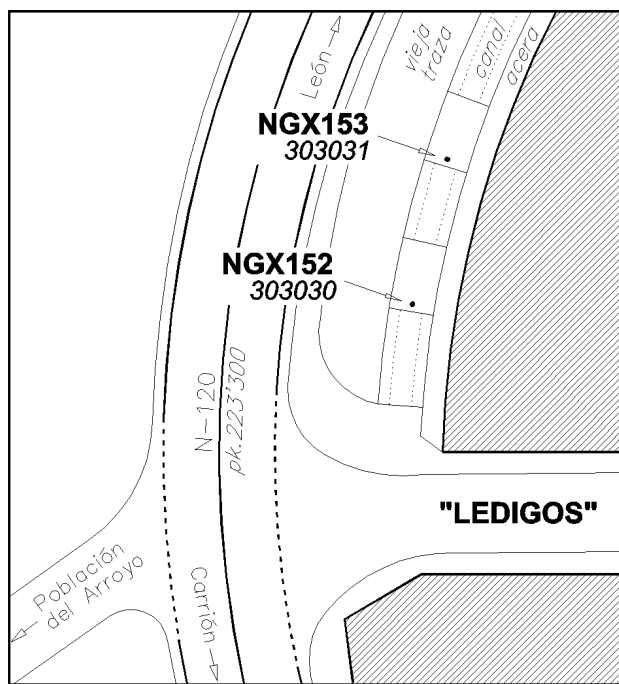 León
vieja
traza
canal
acera
NGX153
303031
NGX152
303030
N-120
pk.223'300
"LEDIGOS"
Población
del Arroyo
Carrión